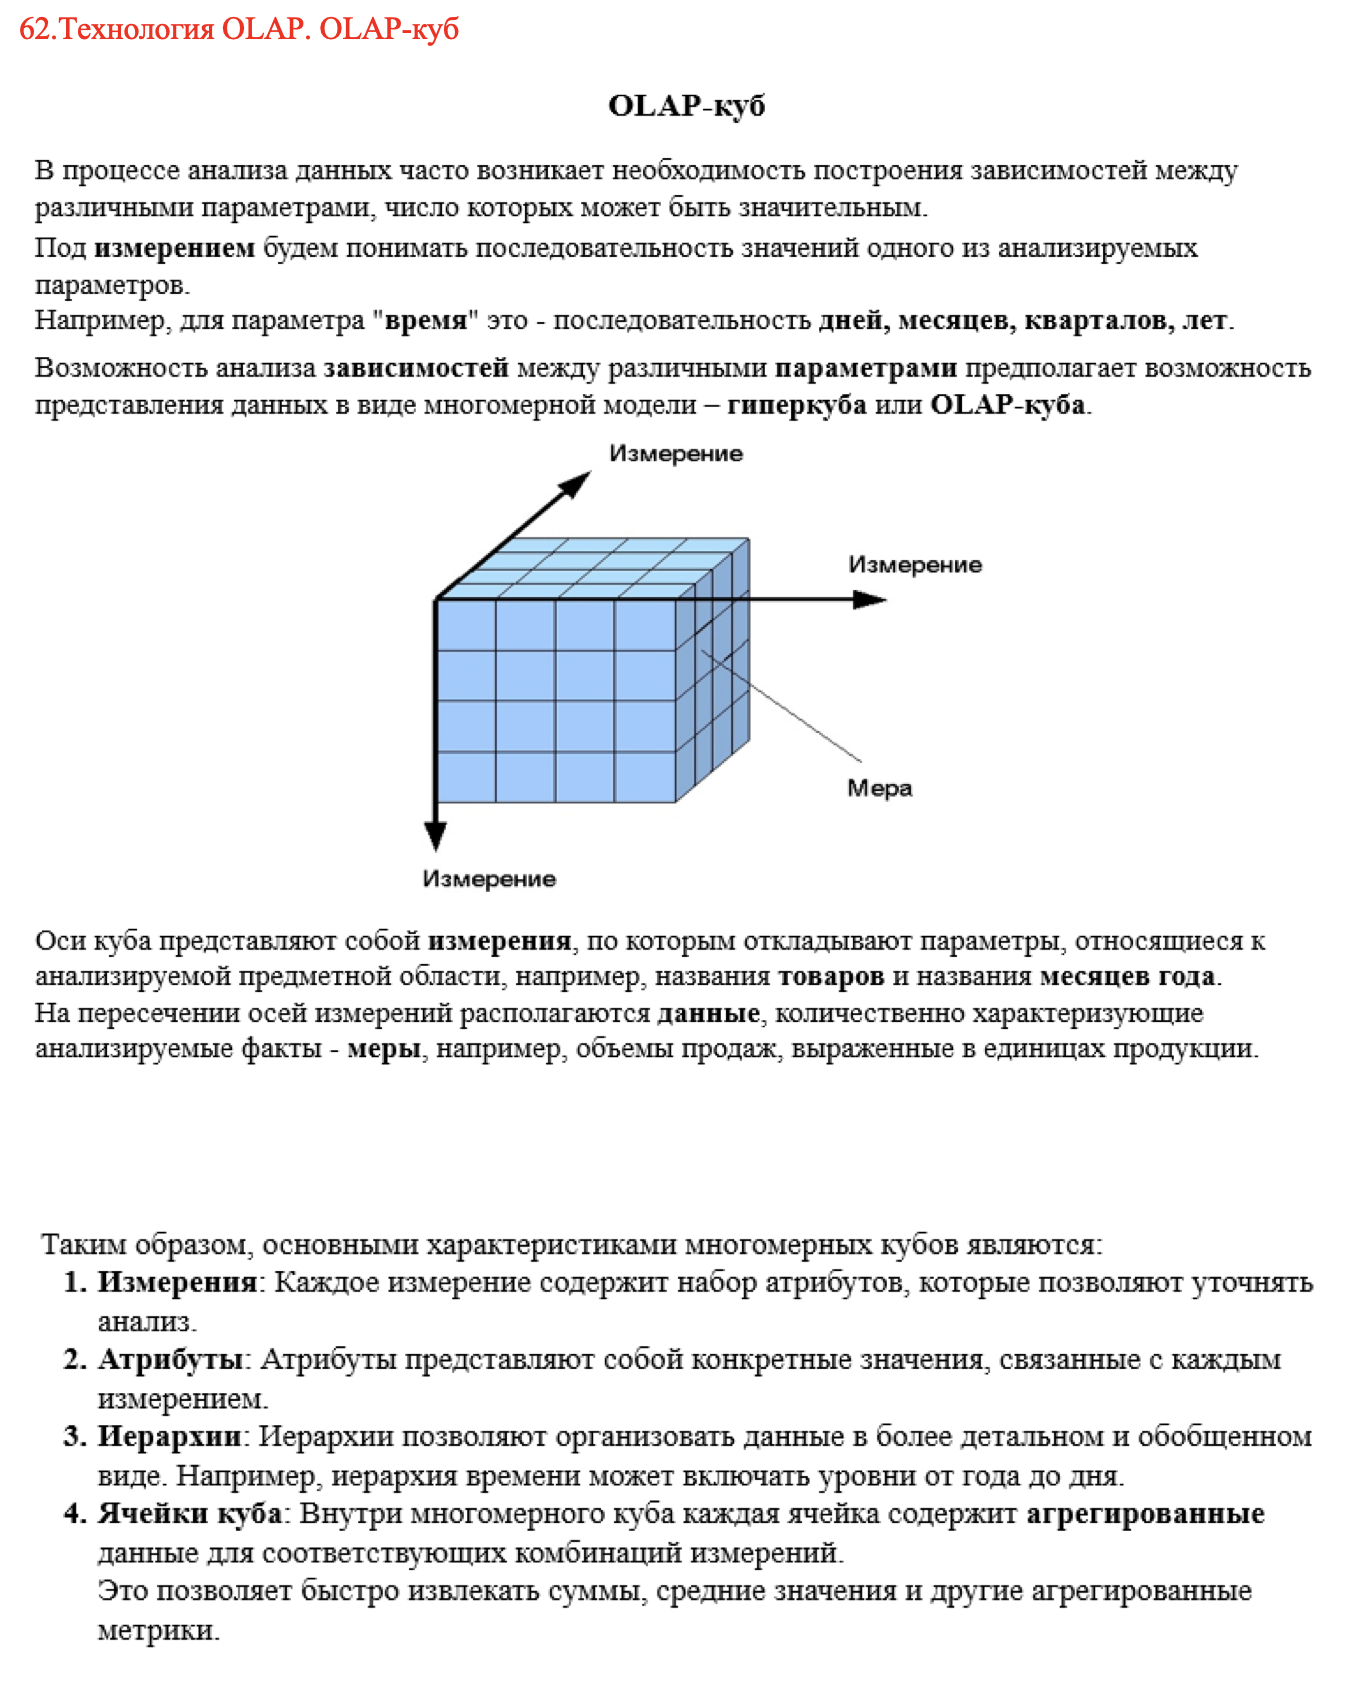 62.Технология OLAP. OLAP-куб
OLAP-куб
В процессе анализа данных часто возникает необходимость построения зависимостей между
различными параметрами, число которых может быть значительным.
Под измерением будем понимать последовательность значений одного из анализируемых
параметров.
Например, для параметра "время" это - последовательность дней, месяцев, кварталов, лет.
Возможность анализа зависимостей между различными параметрами предполагает возможность
представления данных в виде многомерной модели – гиперкуба или OLAP-куба.
Измерение
Измерение
Мера
Измерение
Оси куба представляют собой измерения, по которым откладывают параметры, относящиеся к
анализируемой предметной области, например, названия товаров и названия месяцев года.
На пересечении осей измерений располагаются данные, количественно характеризующие
анализируемые факты - меры, например, объемы продаж, выраженные в единицах продукции.
Таким образом, основными характеристиками многомерных кубов являются:
1. Измерения: Каждое измерение содержит набор атрибутов, которые позволяют уточнять
анализ.
2. Атрибуты: Атрибуты представляют собой конкретные значения, связанные с каждым
измерением.
3. Иерархии: Иерархии позволяют организовать данные в более детальном и обобщенном
виде. Например, иерархия времени может включать уровни от года до дня.
4. Ячейки куба: Внутри многомерного куба каждая ячейка содержит агрегированные
данные для соответствующих комбинаций измерений.
Это позволяет быстро извлекать суммы, средние значения и другие агрегированные
метрики.